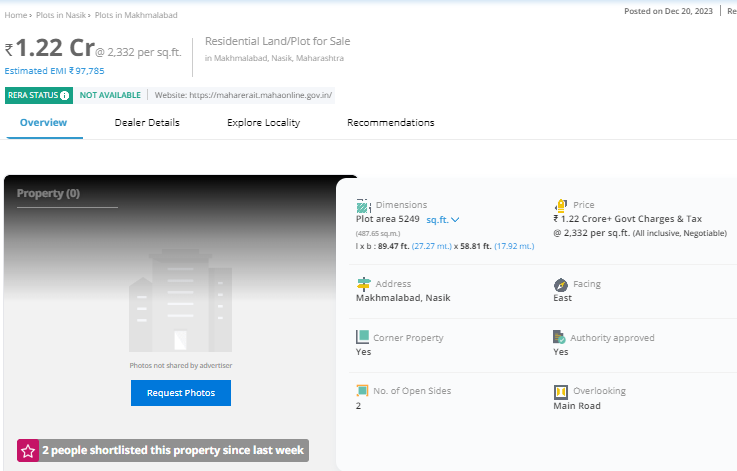 Home > Plots in Nasik > Plots in Makhmalabad
Posted on Dec 20, 2023 | Re
₹ 1.22 Cr @ 2,332 per sq.ft.
Estimated EMI ₹ 97,785
Residential Land/Plot for Sale
in Makhmalabad, Nasik, Maharashtra
RERA STATUS i NOT AVAILABLE | Website: https://maharerait.mahaonline.gov.in/
Overview Dealer Details Explore Locality Recommendations
Property (0)
Photos not shared by advertiser
Request Photos
2 people shortlisted this property since last week
Dimensions
Plot area 5249 sq.ft.
(487.65 sq.m.)
l x b : 89.47 ft. (27.27 mt.) x 58.81 ft. (17.92 mt.)
Price
₹ 1.22 Crore+ Govt Charges & Tax
@ 2,332 per sq.ft. (All inclusive, Negotiable)
Address
Makhmalabad, Nasik
Facing
East
Corner Property
Yes
Authority approved
Yes
No. of Open Sides
2
Overlooking
Main Road